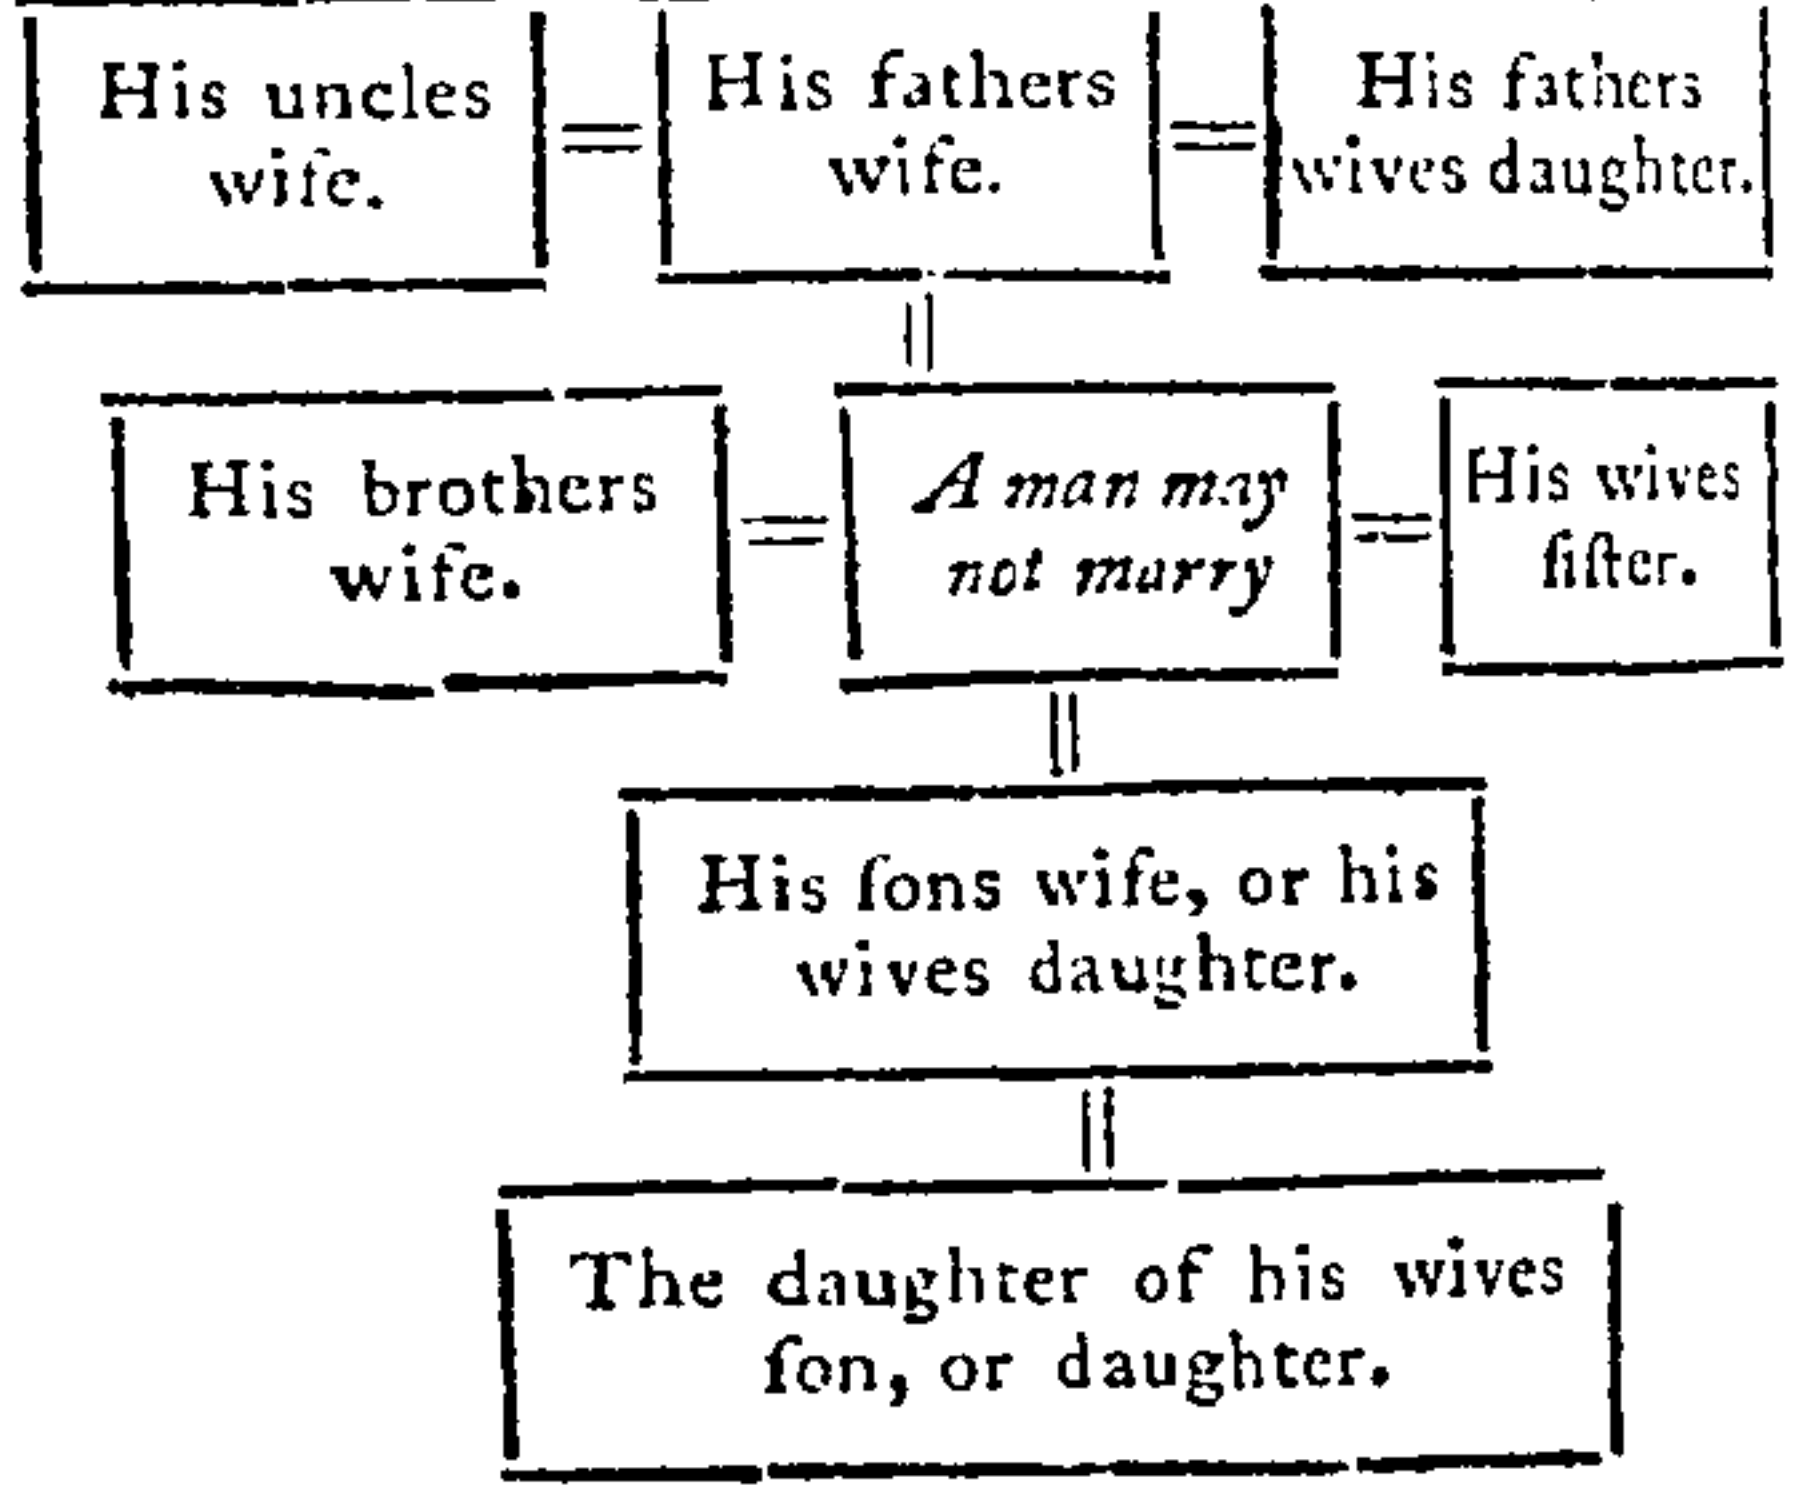 His uncles
wife.
His fathers
wife.
His fathers
wives daughter.
His brothers
wife.
A man may
not marry
His wives
ſiſter.
His ſons wife, or his
wives daughter.
The daughter of his wives
ſon, or daughter.